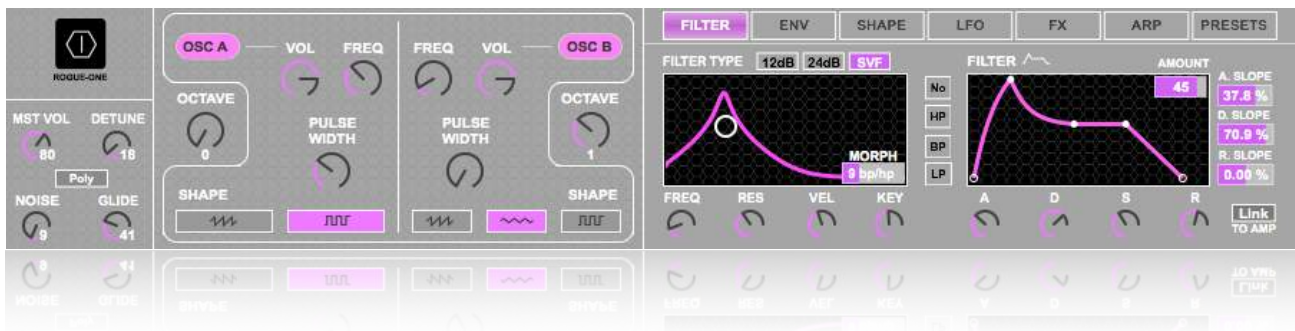 ROGUE-ONE
MST VOL DETUNE
80 18
Poly
NOISE GLIDE
9 41
OSC A VOL FREQ FREQ VOL OSC B
OCTAVE OCTAVE
PULSE WIDTH PULSE WIDTH
0 1
SHAPE SHAPE
FILTER ENV SHAPE LFO FX ARP PRESETS
FILTER TYPE 12dB 24dB SVF
No
HP
BP
LP
MORPH
9 bp/hp
FREQ RES VEL KEY
FILTER AMOUNT
45
A. SLOPE
37.8 %
D. SLOPE
70.9 %
R. SLOPE
0.00 %
A D S R
Link
TO AMP